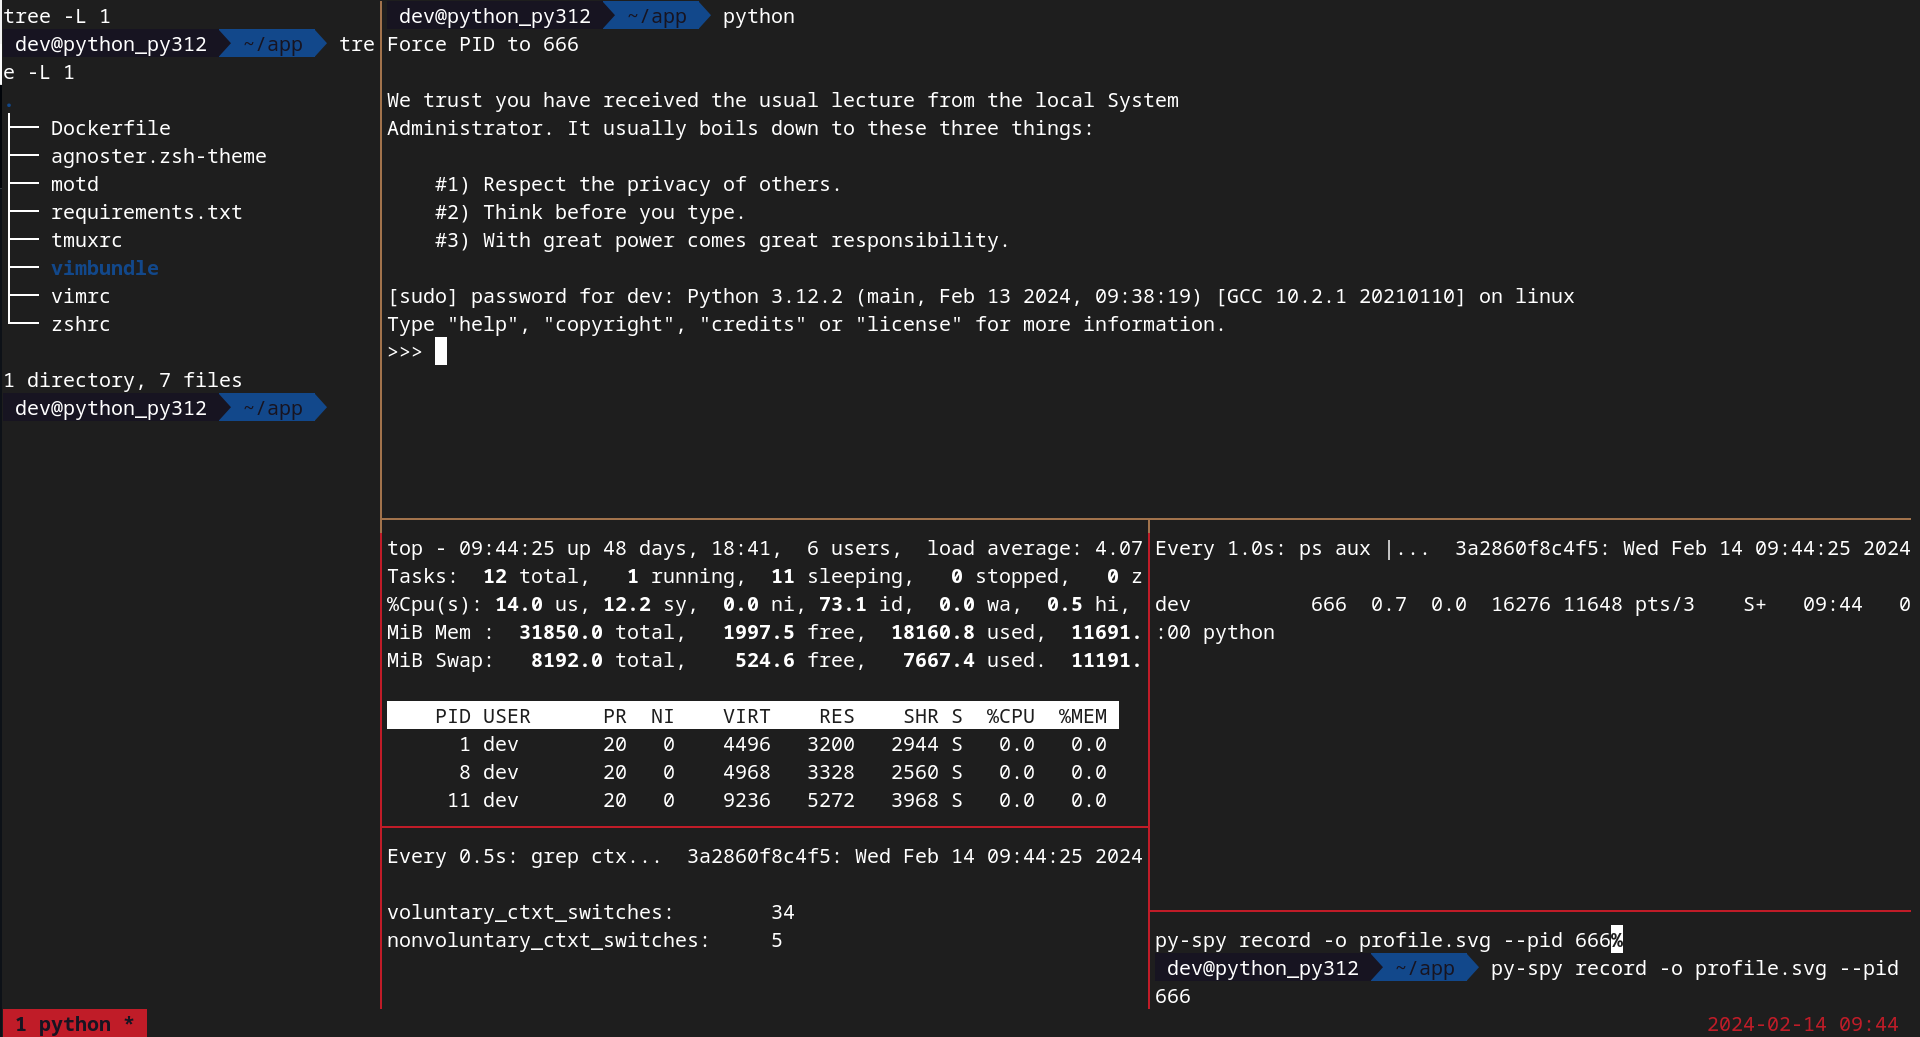 tree -L 1
dev@python_py312 ~/app tre
e -L 1
.
├── Dockerfile
├── agnoster.zsh-theme
├── motd
├── requirements.txt
├── tmuxrc
├── vimbundle
├── vimrc
└── zshrc
1 directory, 7 files
dev@python_py312 ~/app
dev@python_py312 ~/app python
Force PID to 666
We trust you have received the usual lecture from the local System
Administrator. It usually boils down to these three things:
#1) Respect the privacy of others.
#2) Think before you type.
#3) With great power comes great responsibility.
[sudo] password for dev: Python 3.12.2 (main, Feb 13 2024, 09:38:19) [GCC 10.2.1 20210110] on linux
Type "help", "copyright", "credits" or "license" for more information.
>>>
top - 09:44:25 up 48 days, 18:41,  6 users,  load average: 4.07
Tasks:  12 total,   1 running,  11 sleeping,   0 stopped,   0 z
%Cpu(s): 14.0 us, 12.2 sy,  0.0 ni, 73.1 id,  0.0 wa,  0.5 hi,
MiB Mem :  31850.0 total,   1997.5 free,  18160.8 used,  11691.
MiB Swap:   8192.0 total,    524.6 free,   7667.4 used.  11191.
PID USER      PR  NI    VIRT    RES    SHR S  %CPU  %MEM
1 dev       20   0    4496   3200   2944 S   0.0   0.0
8 dev       20   0    4968   3328   2560 S   0.0   0.0
11 dev       20   0    9236   5272   3968 S   0.0   0.0
Every 0.5s: grep ctx...  3a2860f8c4f5: Wed Feb 14 09:44:25 2024
voluntary_ctxt_switches:        34
nonvoluntary_ctxt_switches:     5
Every 1.0s: ps aux |...  3a2860f8c4f5: Wed Feb 14 09:44:25 2024
dev          666  0.7  0.0  16276 11648 pts/3    S+   09:44   0
:00 python
py-spy record -o profile.svg --pid 666%
dev@python_py312 ~/app py-spy record -o profile.svg --pid
666
1 python *
2024-02-14 09:44